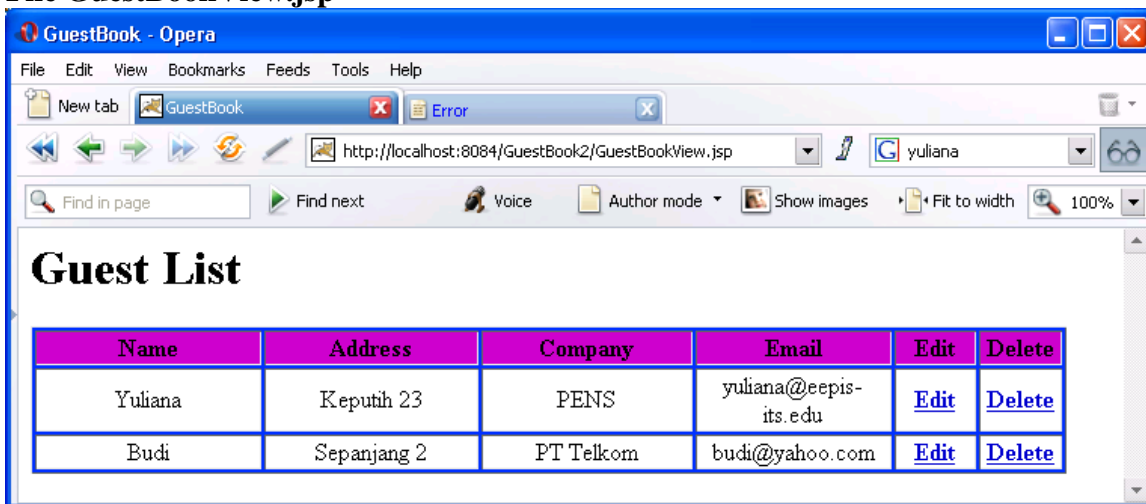 File GuestBookView.jsp
GuestBook - Opera
File Edit View Bookmarks Feeds Tools Help
New tab GuestBook Error
http://localhost:8084/GuestBook2/GuestBookView.jsp G yuliana
Find in page Find next Voice Author mode Show images Fit to width 100%
Guest List
Name Address Company Email Edit Delete
Yuliana Keputih 23 PENS yuliana@eepis-
its.edu Edit Delete
Budi Sepanjang 2 PT Telkom budi@yahoo.com Edit Delete